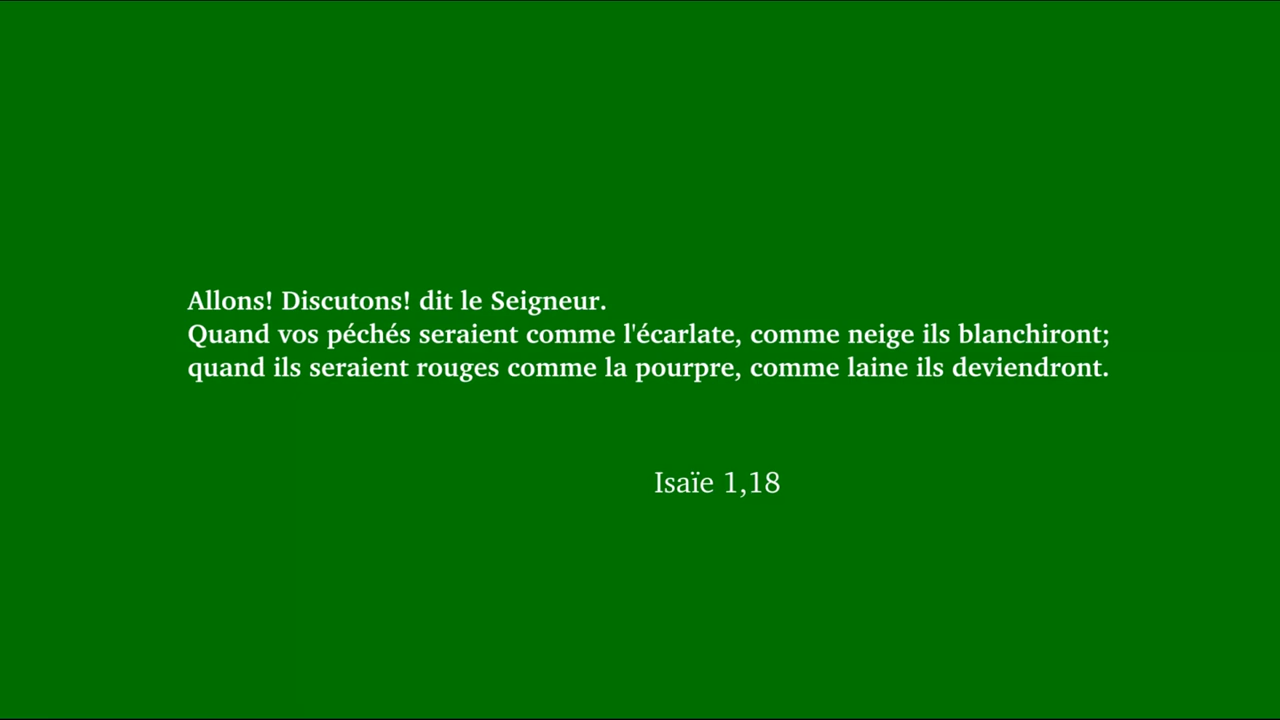 Allons! Discutons! dit le Seigneur.
Quand vos péchés seraient comme l'écarlate, comme neige ils blanchiront;
quand ils seraient rouges comme la pourpre, comme laine ils deviendront.
Isaïe 1,18